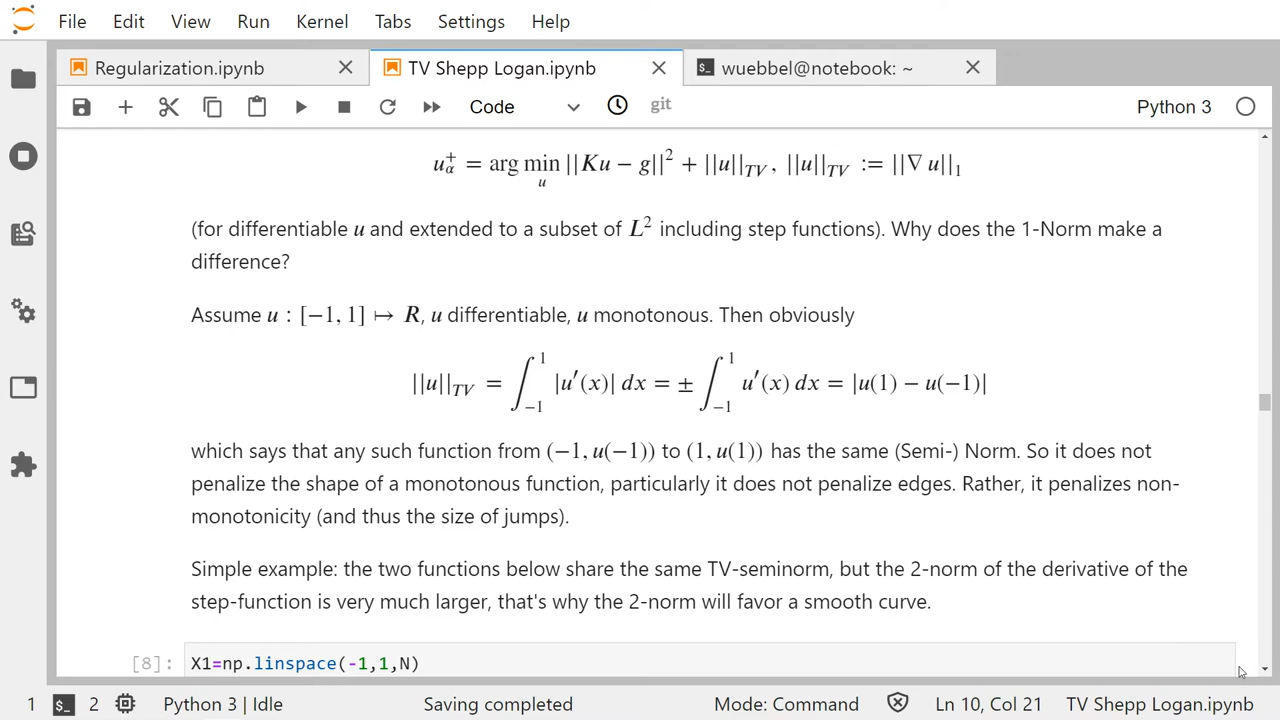 File Edit View Run Kernel Tabs Settings Help
Regularization.ipynb TV Shepp Logan.ipynb $_ wuebbel@notebook: ~
Code git Python 3
u_α^+ = arg min_u ||Ku − g||² + ||u||_TV, ||u||_TV := ||∇ u||_1
(for differentiable u and extended to a subset of L² including step functions). Why does the 1-Norm make a
difference?
Assume u : [−1, 1] ↦ R, u differentiable, u monotonous. Then obviously
||u||_TV = ∫_{−1}^{1} |u′(x)| dx = ± ∫_{−1}^{1} u′(x) dx = |u(1) − u(−1)|
which says that any such function from (−1, u(−1)) to (1, u(1)) has the same (Semi-) Norm. So it does not
penalize the shape of a monotonous function, particularly it does not penalize edges. Rather, it penalizes non-
monotonicity (and thus the size of jumps).
Simple example: the two functions below share the same TV-seminorm, but the 2-norm of the derivative of the
step-function is very much larger, that's why the 2-norm will favor a smooth curve.
[8]: X1=np.linspace(-1,1,N)
1 $_ 2 Python 3 | Idle Saving completed Mode: Command Ln 10, Col 21 TV Shepp Logan.ipynb